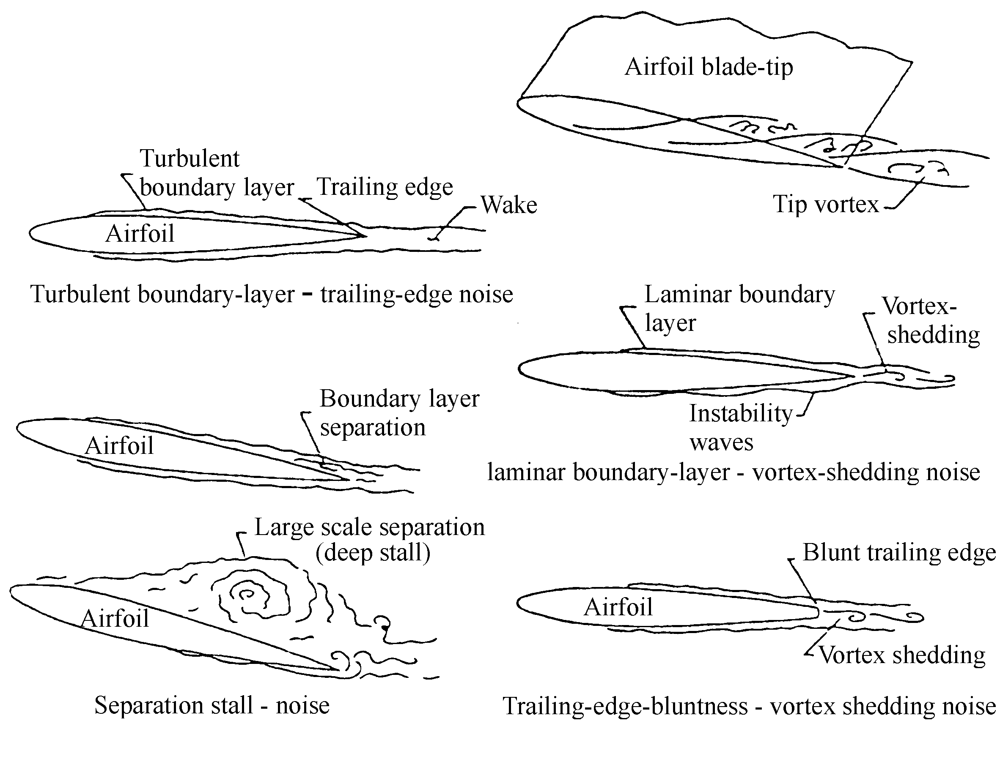 Turbulent
boundary layer
Trailing edge
Wake
Airfoil
Turbulent boundary-layer – trailing-edge noise
Boundary layer
separation
Airfoil
Large scale separation
(deep stall)
Airfoil
Separation stall - noise
Airfoil blade-tip
Tip vortex
Laminar boundary
layer
Vortex-
shedding
Instability
waves
laminar boundary-layer - vortex-shedding noise
Blunt trailing edge
Airfoil
Vortex shedding
Trailing-edge-bluntness - vortex shedding noise